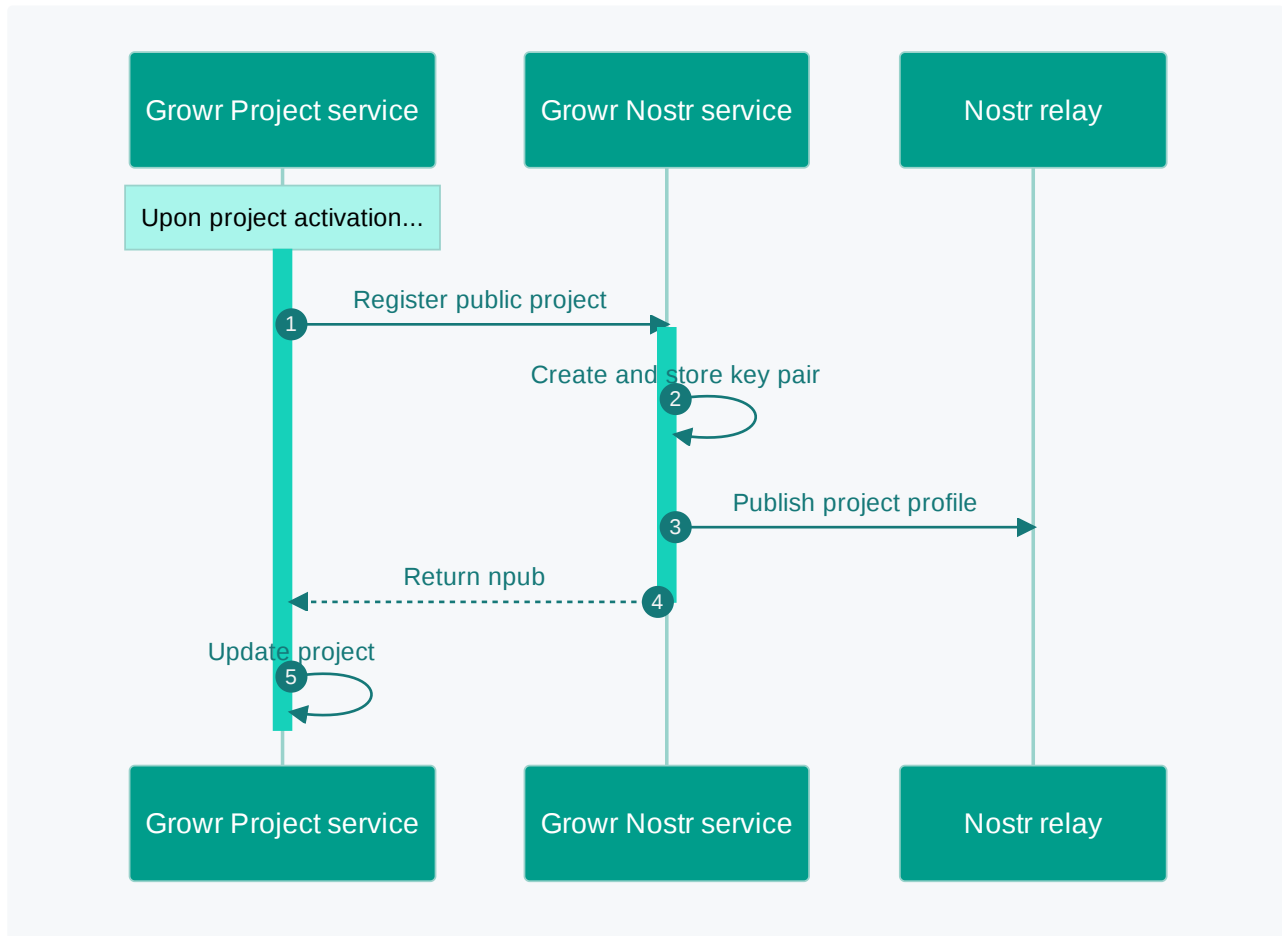 Growr Project service
Growr Nostr service
Nostr relay
Upon project activation...
Register public project
1
Create and store key pair
2
Publish project profile
3
Return npub
4
Update project
5
Growr Project service
Growr Nostr service
Nostr relay